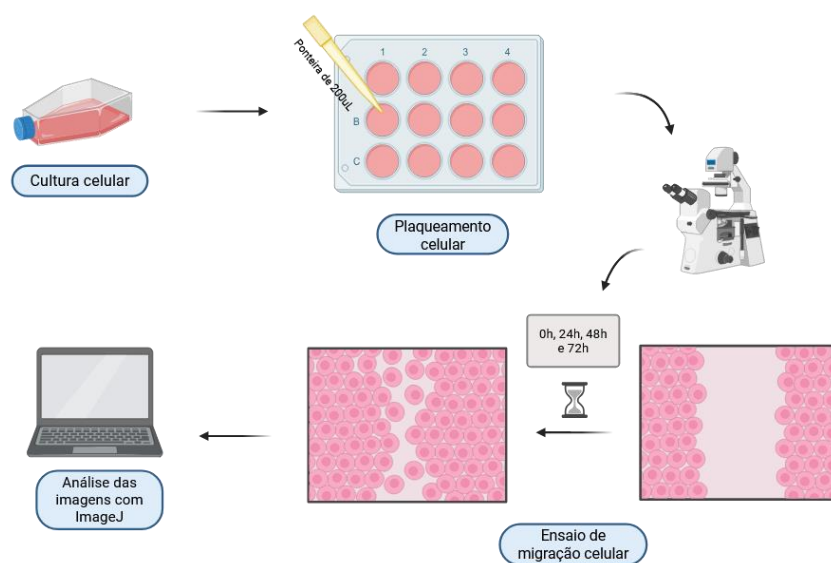 Ponteira de 200uL
1 2 3 4
B
C
Cultura celular
Plaqueamento
celular
0h, 24h, 48h
e 72h
Análise das
imagens com
ImageJ
Ensaio de
migração celular